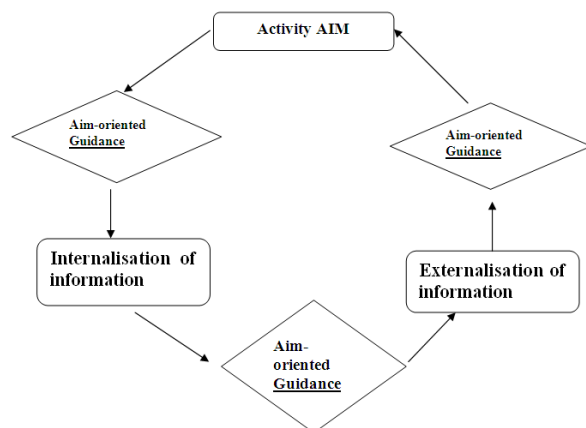 Activity AIM
Aim-oriented
Guidance
Aim-oriented
Guidance
Internalisation of
information
Externalisation of
information
Aim-
oriented
Guidance